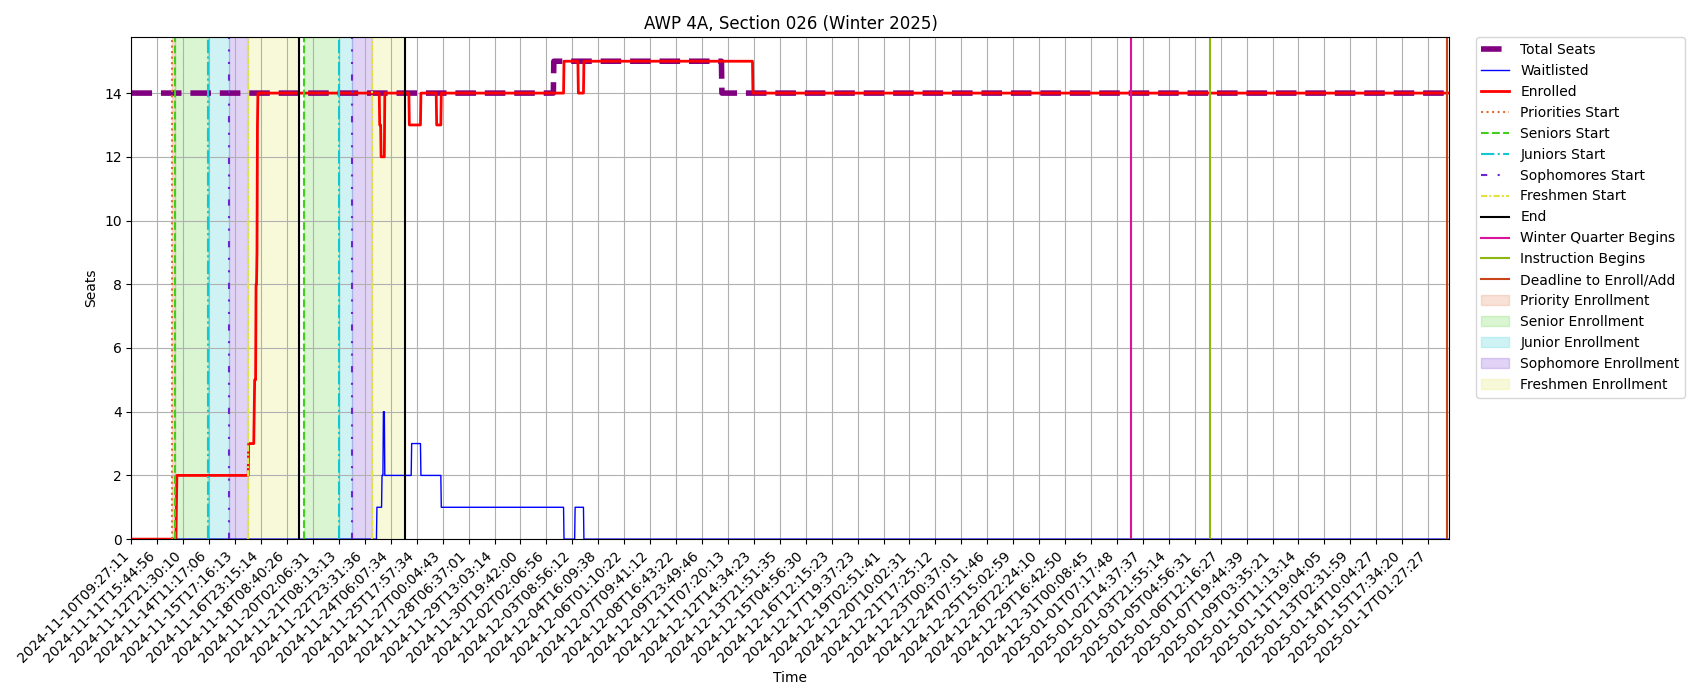 AWP 4A, Section 026 (Winter 2025)
Seats
14
12
10
8
6
4
2
0
2024-11-10T09:27:11
2024-11-11T15:44:56
2024-11-12T21:30:10
2024-11-14T11:17:06
2024-11-15T17:16:13
2024-11-16T23:15:14
2024-11-18T08:40:26
2024-11-20T02:06:31
2024-11-21T08:13:13
2024-11-22T23:31:36
2024-11-24T06:07:34
2024-11-25T17:57:34
2024-11-27T00:04:43
2024-11-28T06:37:01
2024-11-29T13:03:14
2024-11-30T19:42:00
2024-12-02T02:06:56
2024-12-03T08:56:12
2024-12-04T16:09:38
2024-12-06T01:10:22
2024-12-07T09:41:12
2024-12-08T16:43:22
2024-12-09T23:49:46
2024-12-11T07:20:13
2024-12-12T14:34:23
2024-12-13T21:51:35
2024-12-15T04:56:30
2024-12-16T12:15:23
2024-12-17T19:37:23
2024-12-19T02:51:41
2024-12-20T10:02:31
2024-12-21T17:25:12
2024-12-23T00:37:01
2024-12-24T07:51:46
2024-12-25T15:02:59
2024-12-26T22:24:10
2024-12-29T16:42:50
2024-12-31T00:08:45
2025-01-01T07:17:48
2025-01-02T14:37:37
2025-01-03T21:55:14
2025-01-05T04:56:31
2025-01-06T12:16:27
2025-01-07T19:44:39
2025-01-09T03:35:21
2025-01-10T11:13:14
2025-01-11T19:04:05
2025-01-13T02:31:59
2025-01-14T10:04:27
2025-01-15T17:34:20
2025-01-17T01:27:27
Time
Total Seats
Waitlisted
Enrolled
Priorities Start
Seniors Start
Juniors Start
Sophomores Start
Freshmen Start
End
Winter Quarter Begins
Instruction Begins
Deadline to Enroll/Add
Priority Enrollment
Senior Enrollment
Junior Enrollment
Sophomore Enrollment
Freshmen Enrollment